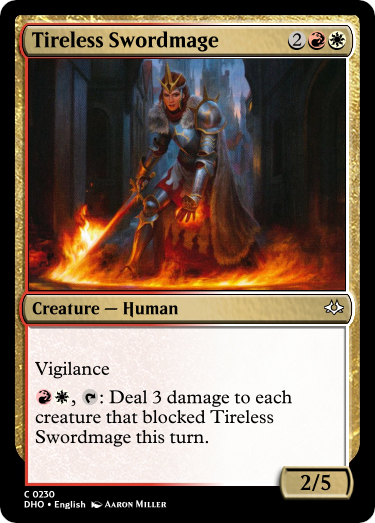 Tireless Swordmage 2
Creature — Human
Vigilance
, : Deal 3 damage to each
creature that blocked Tireless
Swordmage this turn.
2/5
C 0230
DHO • English AARON MILLER